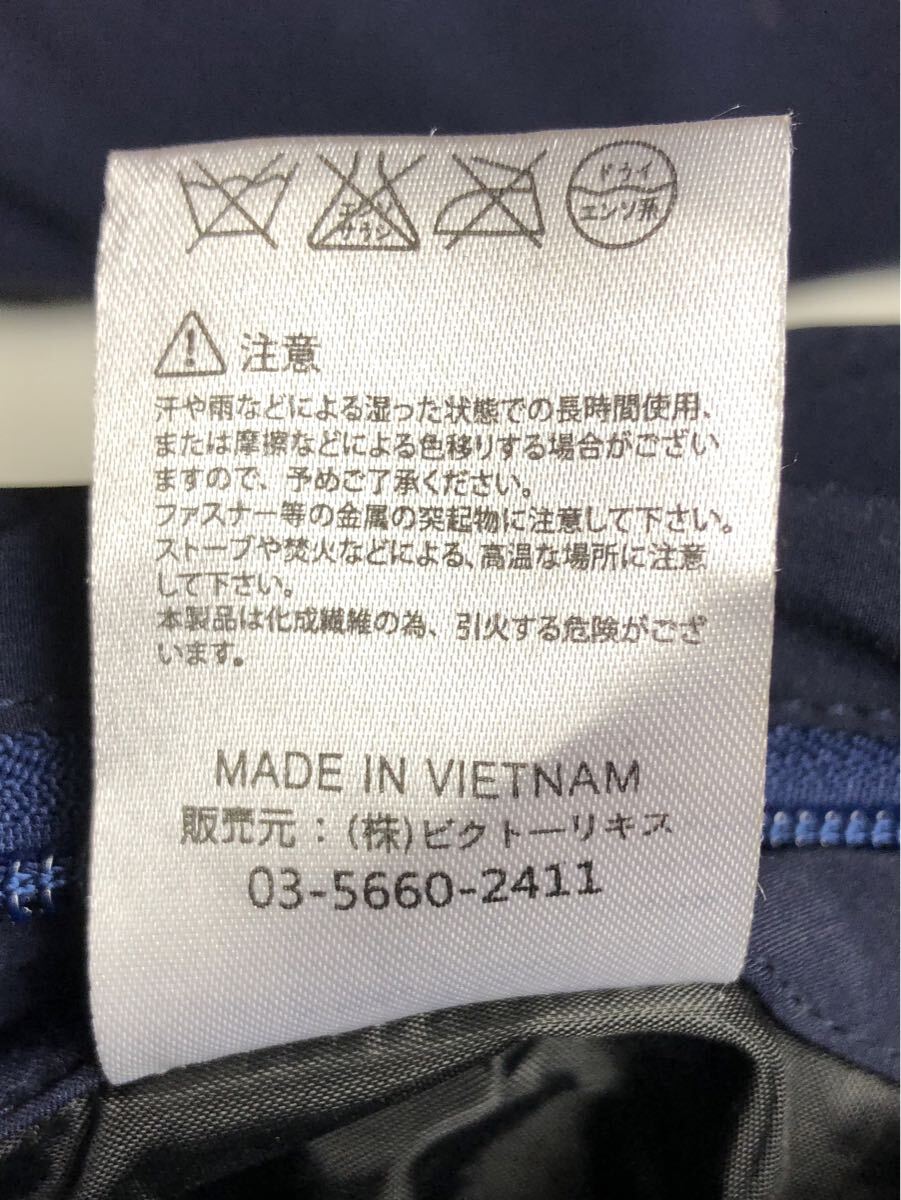 エンソ
サラシ
ドライ
エンソ系
注意
汗や雨などによる湿った状態での長時間使用、
または摩擦などによる色移りする場合がござい
ますので、予めご了承ください。
ファスナー等の金属の突起物に注意して下さい。
ストーブや焚火などによる、高温な場所に注意
して下さい。
本製品は化成繊維の為、引火する危険がござ
います。
MADE IN VIETNAM
販売元：(株)ビクトーリキス
03-5660-2411